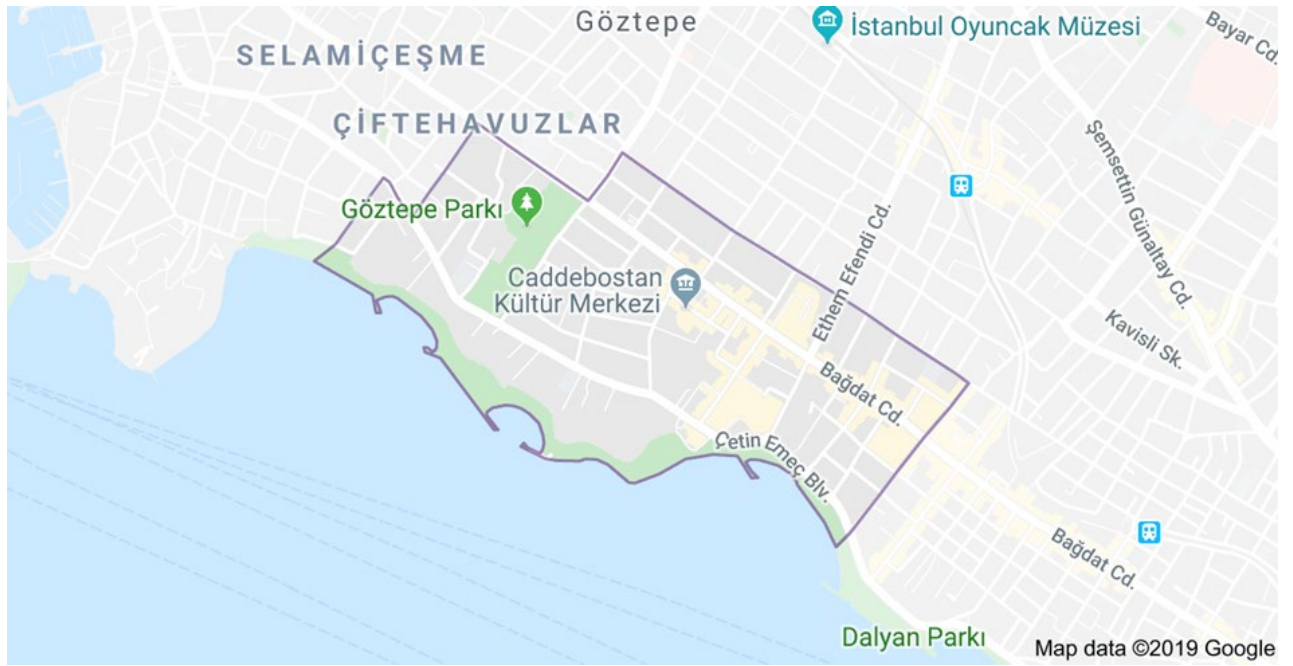 Göztepe
İstanbul Oyuncak Müzesi
Bayar Cd.
SELAMİÇEŞME
ÇİFTEHAVUZLAR
Şemsettin Günaltay Cd.
Göztepe Parkı
Ethem Efendi Cd.
Caddebostan
Kültür Merkezi
Kavisli Sk.
Bağdat Cd.
Çetin Emeç Blv.
Bağdat Cd.
Dalyan Parkı
Map data ©2019 Google